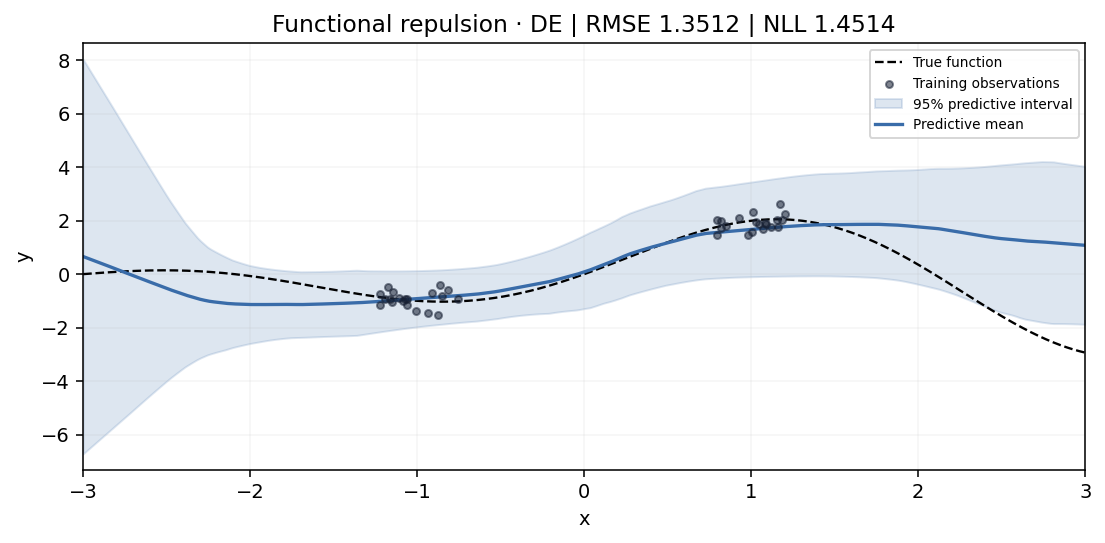 Functional repulsion · DE | RMSE 1.3512 | NLL 1.4514
True function
Training observations
95% predictive interval
Predictive mean
8
6
4
2
0
−2
−4
−6
y
−3
−2
−1
0
1
2
3
x